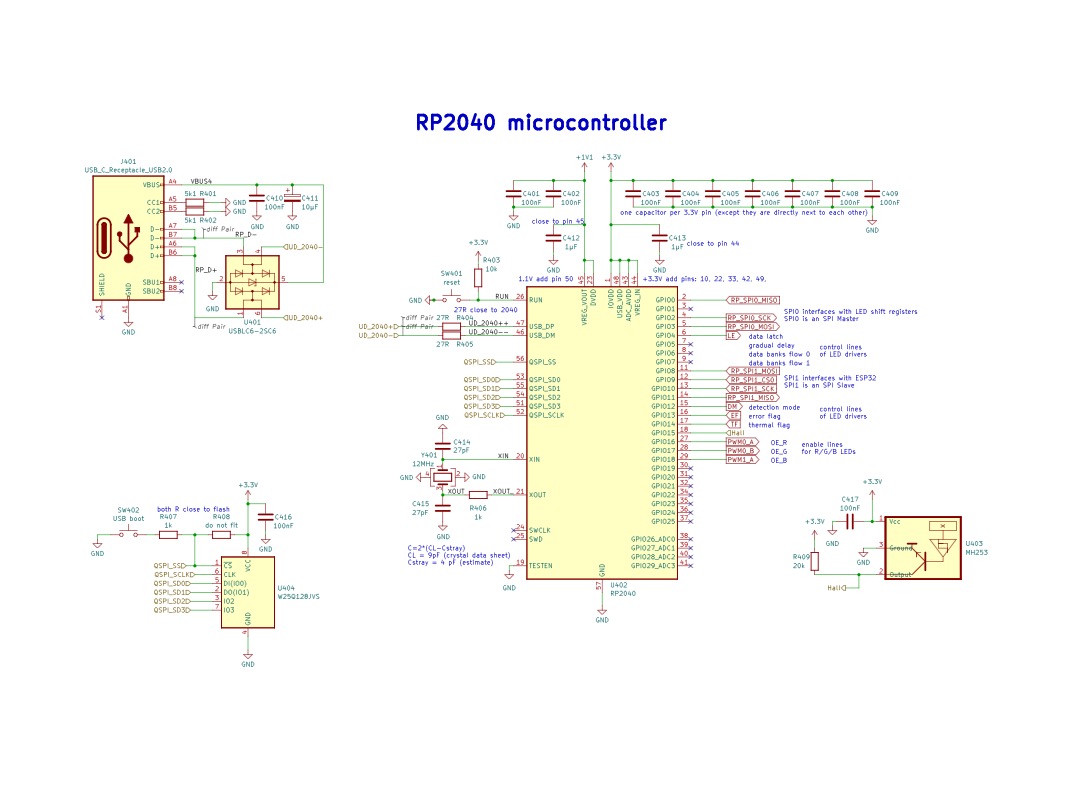 RP2040 microcontroller
J401
USB_C_Receptacle_USB2.0
VBUS A4 VBUS4
CC1 A5 5k1 R401 GND
CC2 B5 5k1 R402 GND
D- A7
D- B7
D+ A6
D+ B6
SBU1 A8
SBU2 B8
SHIELD
GND
S1
A1
GND
diff Pair
RP_D-
RP_D+
diff Pair
C410
100nF
GND
C411
10µF
GND
UD_2040-
UD_2040+
3
4
2
5
1
6
GND
U401
USBLC6-2SC6
+1V1
+3.3V
C401
100nF
C402
100nF
GND
C403
100nF
C404
100nF
C405
100nF
C406
100nF
C407
100nF
C408
100nF
C409
100nF
GND
one capacitor per 3.3V pin (except they are directly next to each other)
close to pin 45
C412
1µF
GND
C413
1µF
GND
close to pin 44
1.1V add pin 50
+3.3V add pins: 10, 22, 33, 42, 49,
+3.3V
R403
10k
SW401
reset
GND
RUN
27R close to 2040
diff Pair
diff Pair
27R R404
27R R405
UD_2040+
UD_2040-
UD_2040++
UD_2040--
45
23
1
48
43
44
VREG_VOUT
DVDD
IOVDD
USB_VDD
ADC_AVDD
VREG_IN
26 RUN
47 USB_DP
46 USB_DM
QSPI_SS 56 QSPI_SS
QSPI_SD0 53 QSPI_SD0
QSPI_SD1 55 QSPI_SD1
QSPI_SD2 54 QSPI_SD2
QSPI_SD3 51 QSPI_SD3
QSPI_SCLK 52 QSPI_SCLK
XIN 20 XIN
XOUT XOUT 21 XOUT
24 SWCLK
25 SWD
19 TESTEN
GND
GND
57
GND
U402
RP2040
GND
C414
27pF
Y401
12MHz
GND
4
1
2
3
GND
C415
27pF
GND
R406
1k
C=2*(CL-Cstray)
CL = 9pF (crystal data sheet)
Cstray = 4 pF (estimate)
GPIO0 2 RP_SPI0_MISO
GPIO1 3
GPIO2 4 RP_SPI0_SCK
GPIO3 5 RP_SPI0_MOSI
GPIO4 6 LE
GPIO5 7
GPIO6 8
GPIO7 9
GPIO8 11 RP_SPI1_MOSI
GPIO9 12 RP_SPI1_CS0
GPIO10 13 RP_SPI1_SCK
GPIO11 14 RP_SPI1_MISO
GPIO12 15 DM
GPIO13 16 EF
GPIO14 17 TF
GPIO15 18 Hall
GPIO16 27 PWM0_A
GPIO17 28 PWM0_B
GPIO18 29 PWM1_A
GPIO19 30
GPIO20 31
GPIO21 32
GPIO22 34
GPIO23 35
GPIO24 36
GPIO25 37
GPIO26_ADC0 38
GPIO27_ADC1 39
GPIO28_ADC2 40
GPIO29_ADC3 41
SPI0 interfaces with LED shift registers
SPI0 is an SPI Master
data latch
gradual delay
data banks flow 0
data banks flow 1
control lines
of LED drivers
SPI1 interfaces with ESP32
SPI1 is an SPI Slave
detection mode
error flag
thermal flag
control lines
of LED drivers
OE_R
OE_G
OE_B
enable lines
for R/G/B LEDs
+3.3V
both R close to flash
SW402
USB boot
R407
1k
R408
do not fit
C416
100nF
GND
GND
QSPI_SS 1 CS
QSPI_SCLK 6 CLK
QSPI_SD0 5 DI(IO0)
QSPI_SD1 2 DO(IO1)
QSPI_SD2 3 IO2
QSPI_SD3 7 IO3
8
VCC
GND
4
GND
U404
W25Q128JVS
+3.3V
C417
100nF
GND
+3.3V
R409
20k
GND
Hall
1 Vcc
3 Ground
2 Output
X
U403
MH253